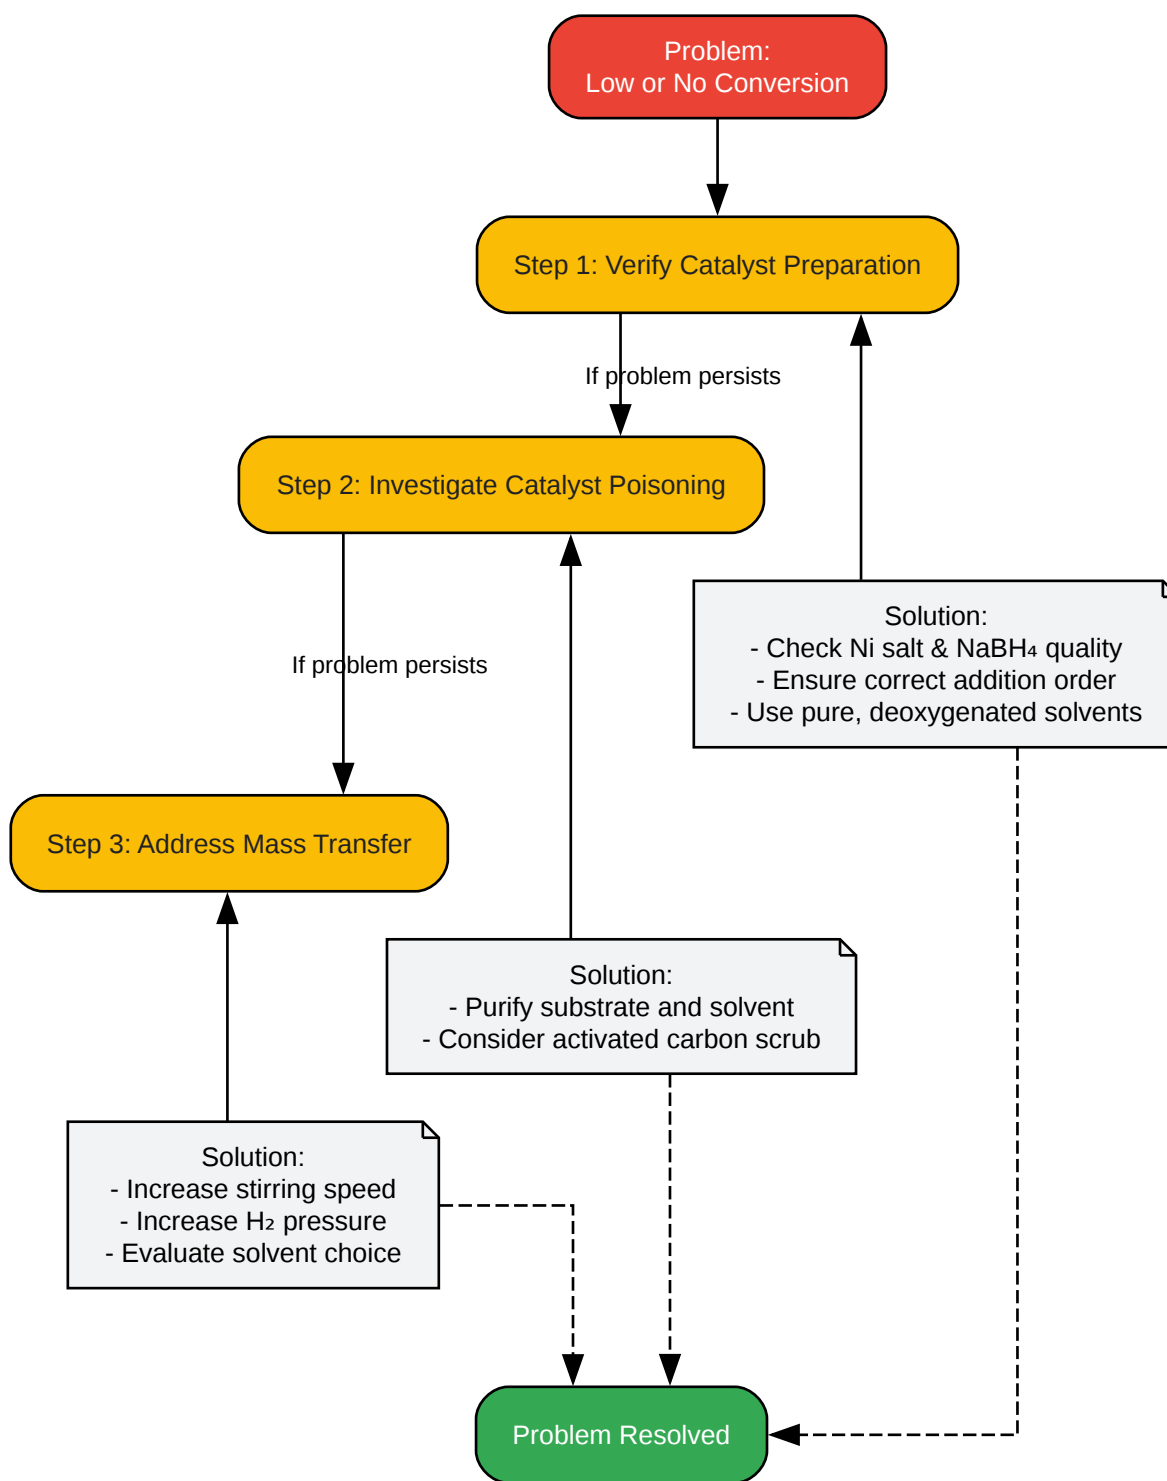 Problem:
Low or No Conversion
Step 1: Verify Catalyst Preparation
If problem persists
Step 2: Investigate Catalyst Poisoning
Solution:
- Check Ni salt & NaBH₄ quality
- Ensure correct addition order
- Use pure, deoxygenated solvents
If problem persists
Step 3: Address Mass Transfer
Solution:
- Purify substrate and solvent
- Consider activated carbon scrub
Solution:
- Increase stirring speed
- Increase H₂ pressure
- Evaluate solvent choice
Problem Resolved